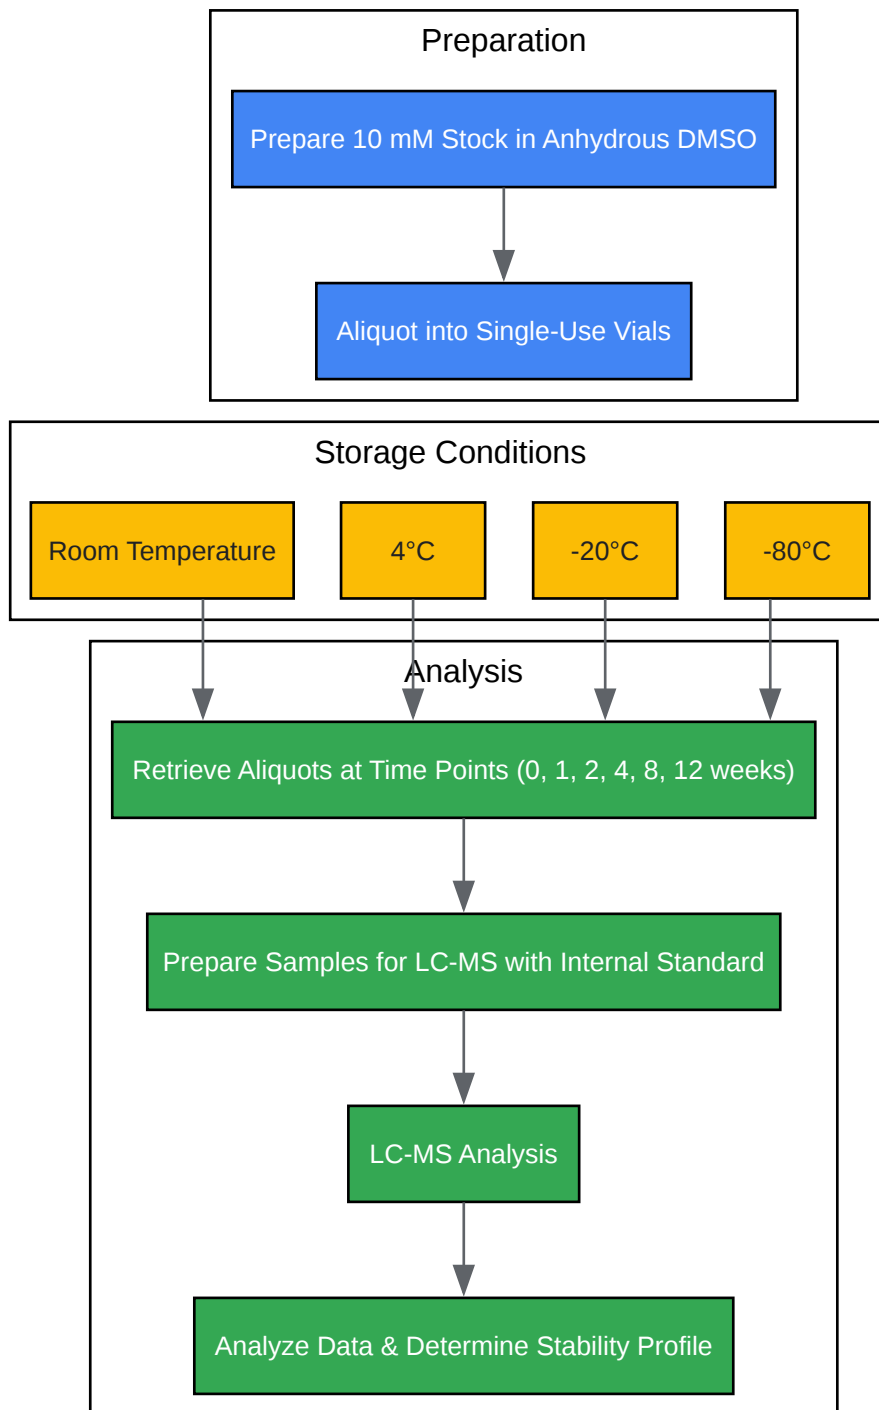 Preparation
Prepare 10 mM Stock in Anhydrous DMSO
Aliquot into Single-Use Vials
Storage Conditions
Room Temperature
4°C
-20°C
-80°C
Analysis
Retrieve Aliquots at Time Points (0, 1, 2, 4, 8, 12 weeks)
Prepare Samples for LC-MS with Internal Standard
LC-MS Analysis
Analyze Data & Determine Stability Profile